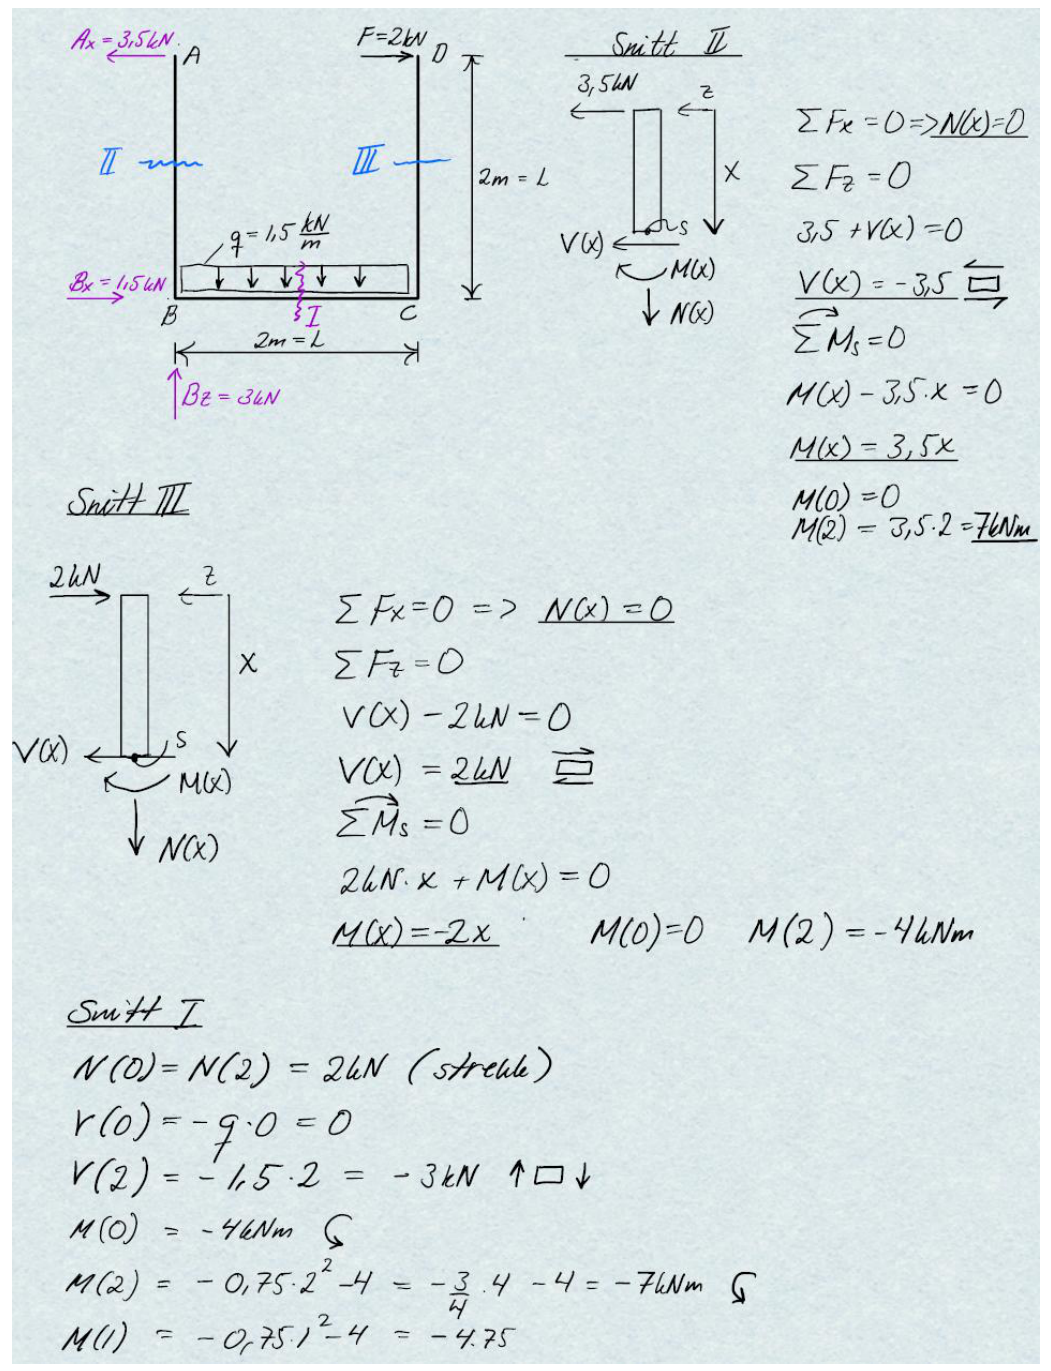 Ax = 3,5kN
A
F=2kN
D
II
III
2m = L
q = 1,5 kN/m
Bx = 1,5kN
B
I
C
2m = L
Bz = 3kN
Snitt II
3,5kN
z
x
V(x)
S
M(x)
N(x)
ΣFx = 0 => N(x)=0
ΣFz = 0
3,5 + V(x) = 0
V(x) = -3,5
ΣMs = 0
M(x) - 3,5·x = 0
M(x) = 3,5x
M(0) = 0
M(2) = 3,5·2 = 7kNm
Snitt III
2kN
z
x
V(x)
S
M(x)
N(x)
ΣFx = 0 => N(x) = 0
ΣFz = 0
V(x) - 2kN = 0
V(x) = 2kN
ΣMs = 0
2kN·x + M(x) = 0
M(x) = -2x M(0)=0 M(2) = -4kNm
Snitt I
N(0) = N(2) = 2kN (strekk)
V(0) = -q·0 = 0
V(2) = -1,5·2 = -3kN ↑□↓
M(0) = -4kNm
M(2) = -0,75·2² -4 = -3/4·4 - 4 = -7kNm
M(1) = -0,75·1² -4 = -4.75